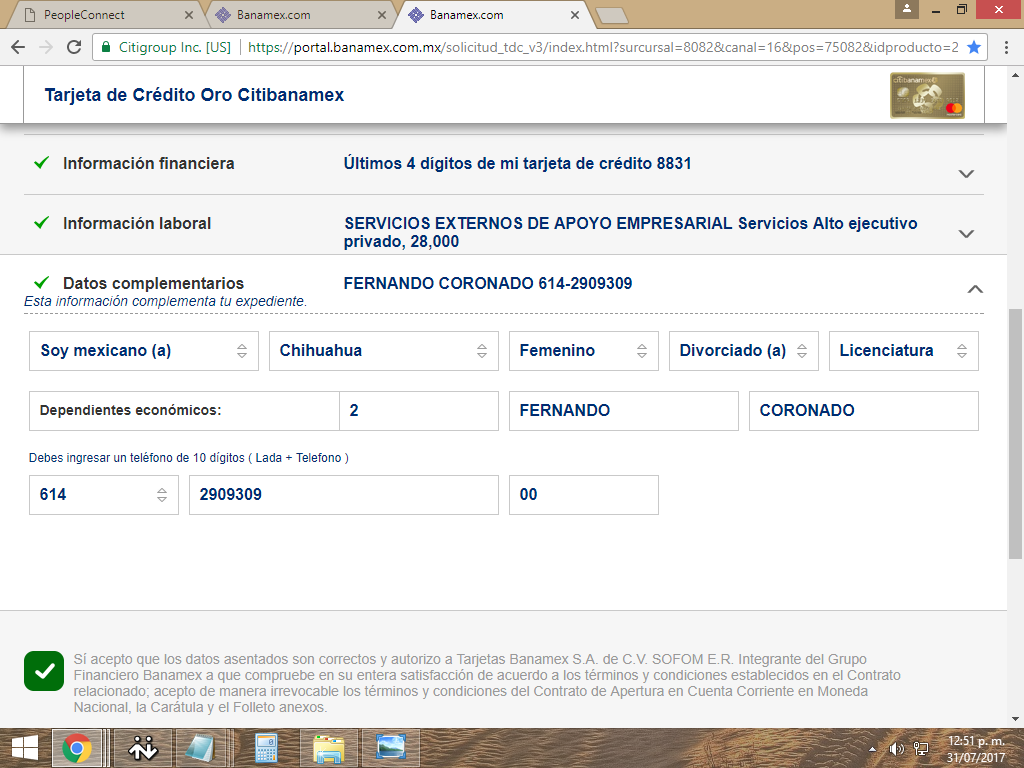 PeopleConnect
Banamex.com
Banamex.com
Citigroup Inc. [US]
https://portal.banamex.com.mx/solicitud_tdc_v3/index.html?surcursal=8082&canal=16&pos=75082&idproducto=2
Tarjeta de Crédito Oro Citibanamex
citibanamex
Información financiera
Últimos 4 dígitos de mi tarjeta de crédito 8831
Información laboral
SERVICIOS EXTERNOS DE APOYO EMPRESARIAL Servicios Alto ejecutivo
privado, 28,000
Datos complementarios
FERNANDO CORONADO 614-2909309
Esta información complementa tu expediente.
Soy mexicano (a)
Chihuahua
Femenino
Divorciado (a)
Licenciatura
Dependientes económicos:
2
FERNANDO
CORONADO
Debes ingresar un teléfono de 10 dígitos ( Lada + Telefono )
614
2909309
00
Sí acepto que los datos asentados son correctos y autorizo a Tarjetas Banamex S.A. de C.V. SOFOM E.R. Integrante del Grupo
Financiero Banamex a que compruebe en su entera satisfacción de acuerdo a los términos y condiciones establecidos en el Contrato
relacionado; acepto de manera irrevocable los términos y condiciones del Contrato de Apertura en Cuenta Corriente en Moneda
Nacional, la Carátula y el Folleto anexos.
12:51 p. m.
31/07/2017